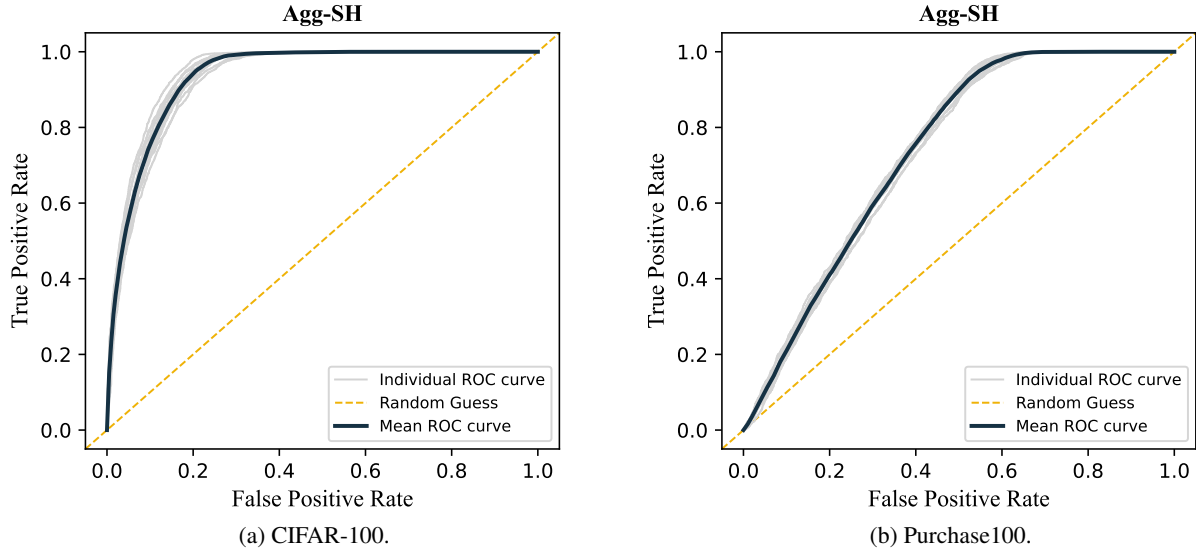 Agg-SH
1.0
0.8
0.6
0.4
0.2
0.0
True Positive Rate
Individual ROC curve
Random Guess
Mean ROC curve
0.0 0.2 0.4 0.6 0.8 1.0
False Positive Rate
(a) CIFAR-100.
Agg-SH
1.0
0.8
0.6
0.4
0.2
0.0
True Positive Rate
Individual ROC curve
Random Guess
Mean ROC curve
0.0 0.2 0.4 0.6 0.8 1.0
False Positive Rate
(b) Purchase100.